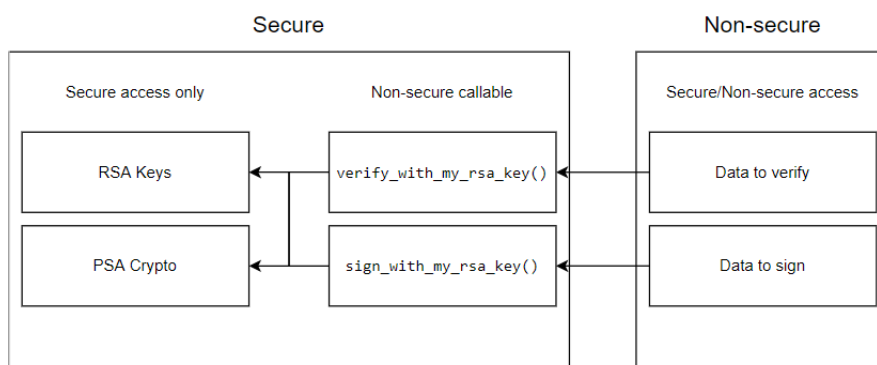 Secure
Non-secure
Secure access only
Non-secure callable
Secure/Non-secure access
RSA Keys
verify_with_my_rsa_key()
Data to verify
PSA Crypto
sign_with_my_rsa_key()
Data to sign